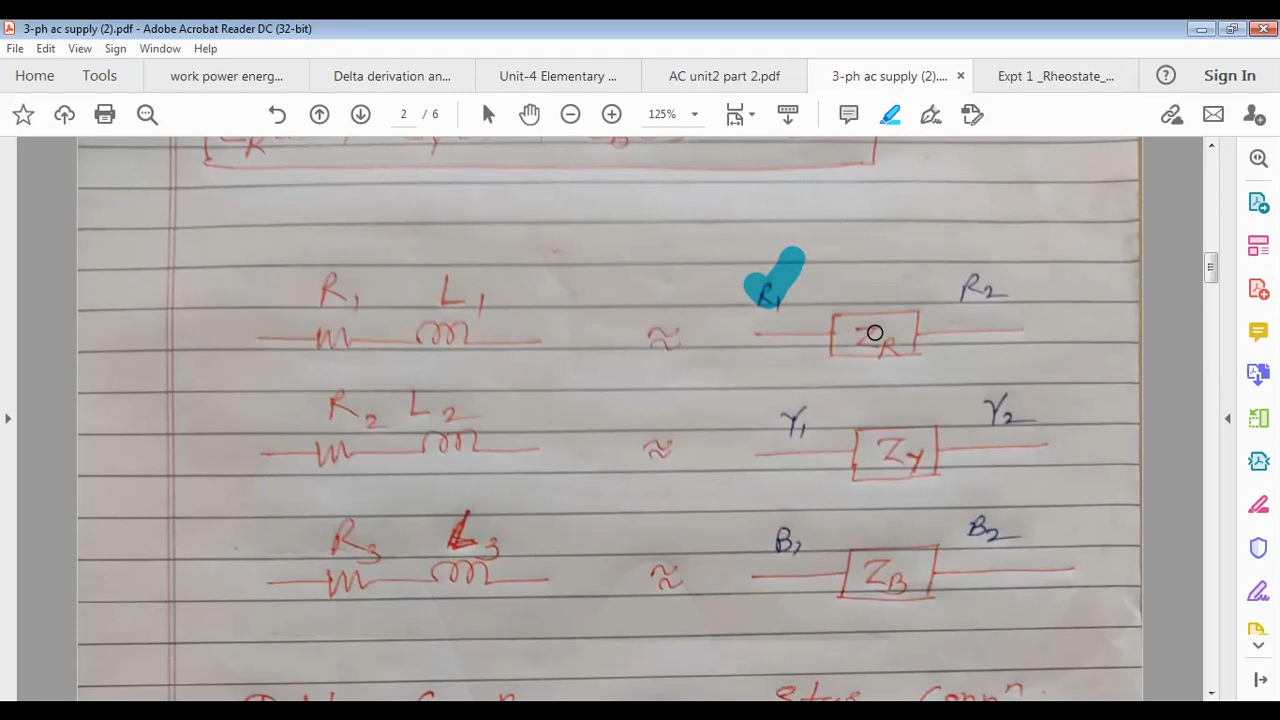 3-ph ac supply (2).pdf - Adobe Acrobat Reader DC (32-bit)
File Edit View Sign Window Help
Home Tools work power energ... Delta derivation an... Unit-4 Elementary ... AC unit2 part 2.pdf 3-ph ac supply (2).... × Expt 1 _Rheostate_... Sign In
2 / 6 125%
R1 L1 R1 R2
≈ ZR
R2 L2 Y1 Y2
≈ ZY
R3 L3 B1 B2
≈ ZB
Star Connn.